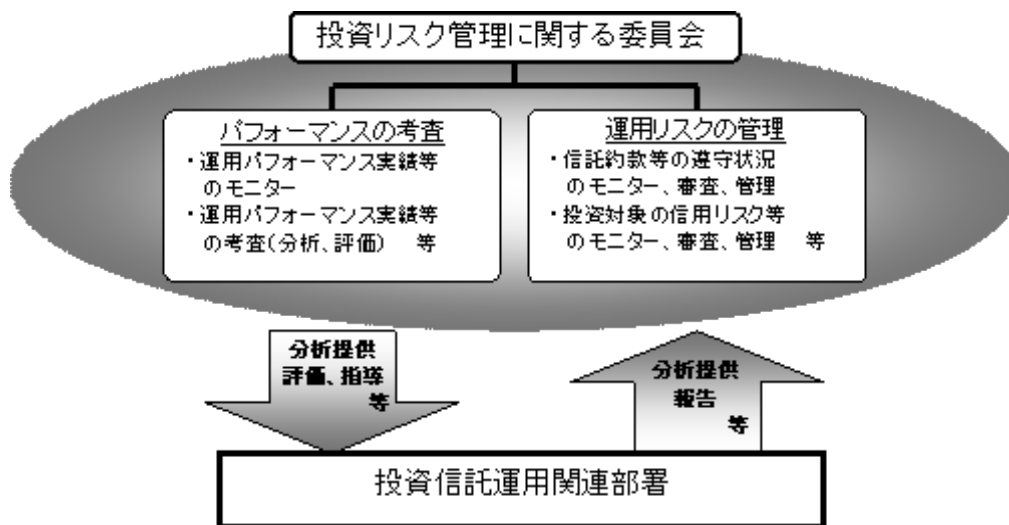 投資リスク管理に関する委員会
パフォーマンスの考査
・運用パフォーマンス実績等
のモニター
・運用パフォーマンス実績等
の考査(分析、評価) 等
運用リスクの管理
・信託約款等の遵守状況
のモニター、審査、管理
・投資対象の信用リスク等
のモニター、審査、管理 等
分析提供
評価、指導
等
分析提供
報告
等
投資信託運用関連部署